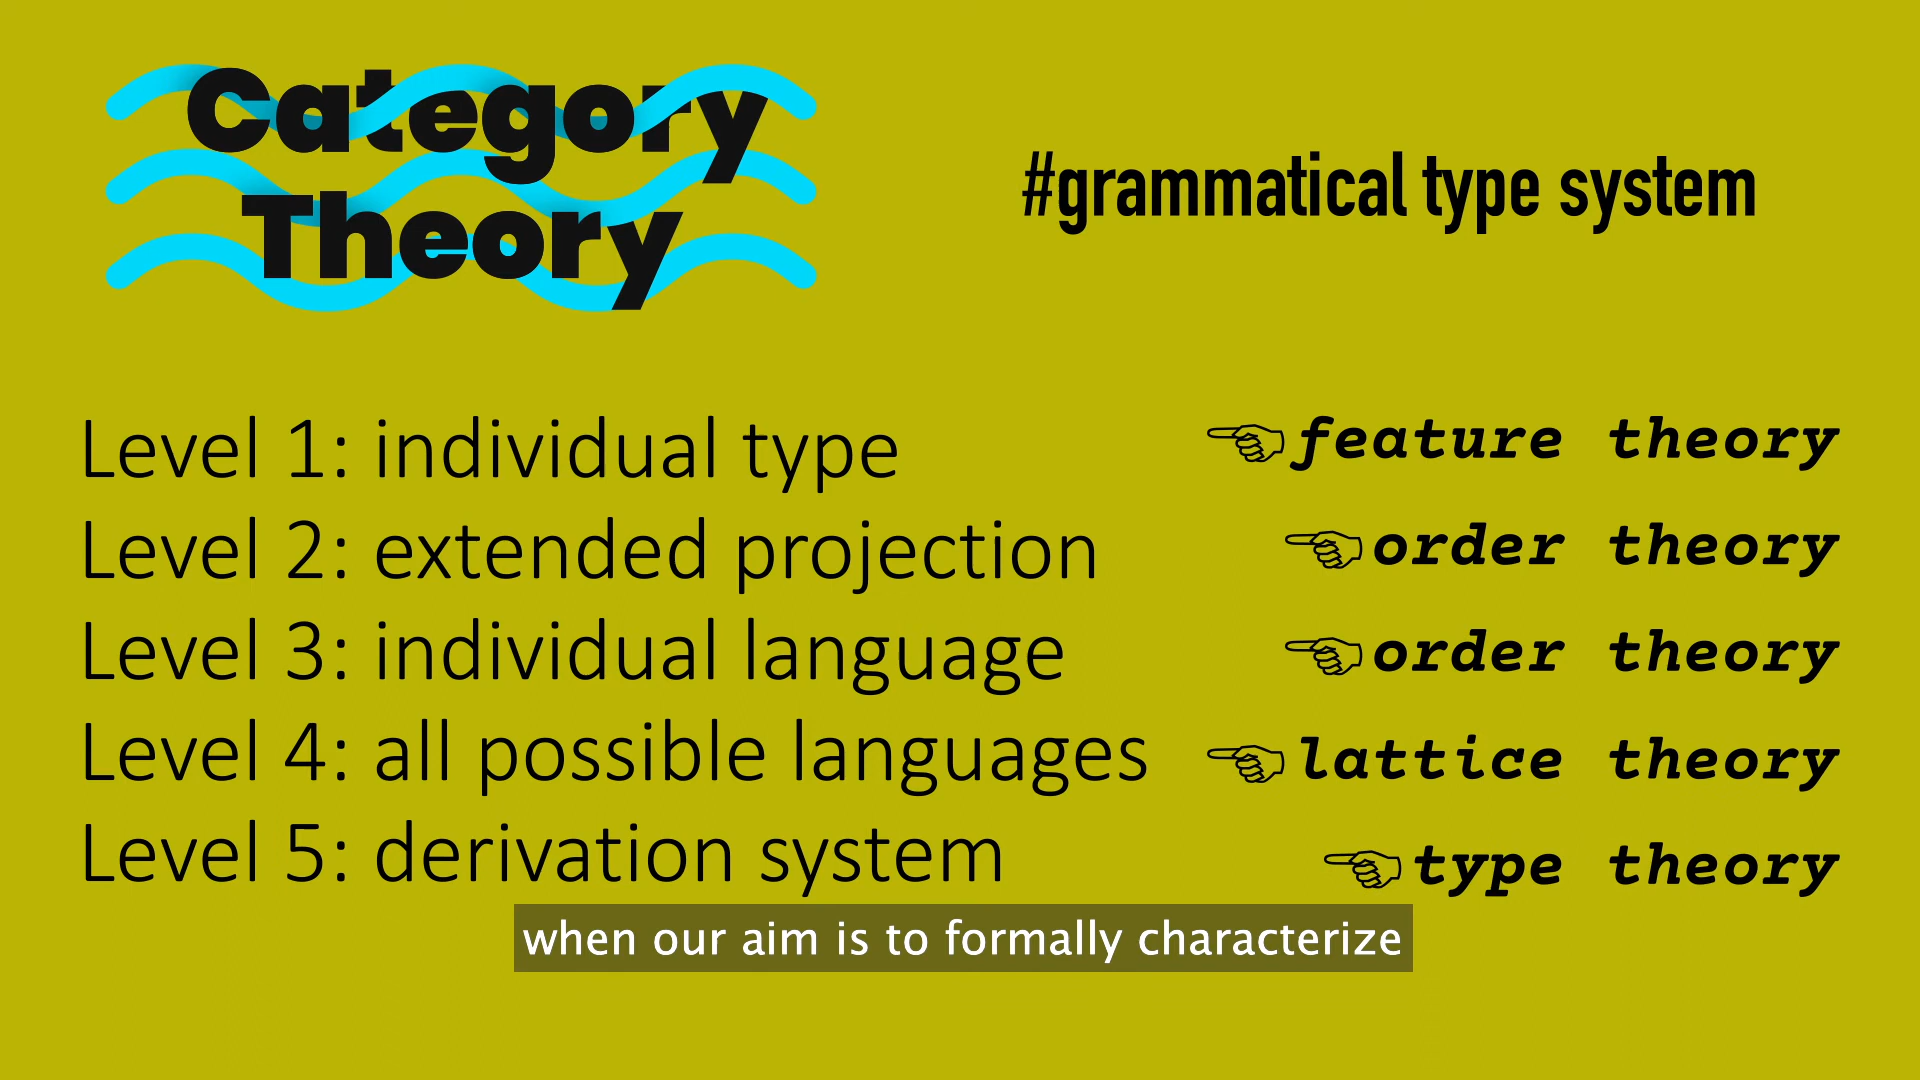 Category
Theory
#grammatical type system
Level 1: individual type ☜feature theory
Level 2: extended projection ☜order theory
Level 3: individual language ☜order theory
Level 4: all possible languages ☜lattice theory
Level 5: derivation system ☜type theory
when our aim is to formally characterize